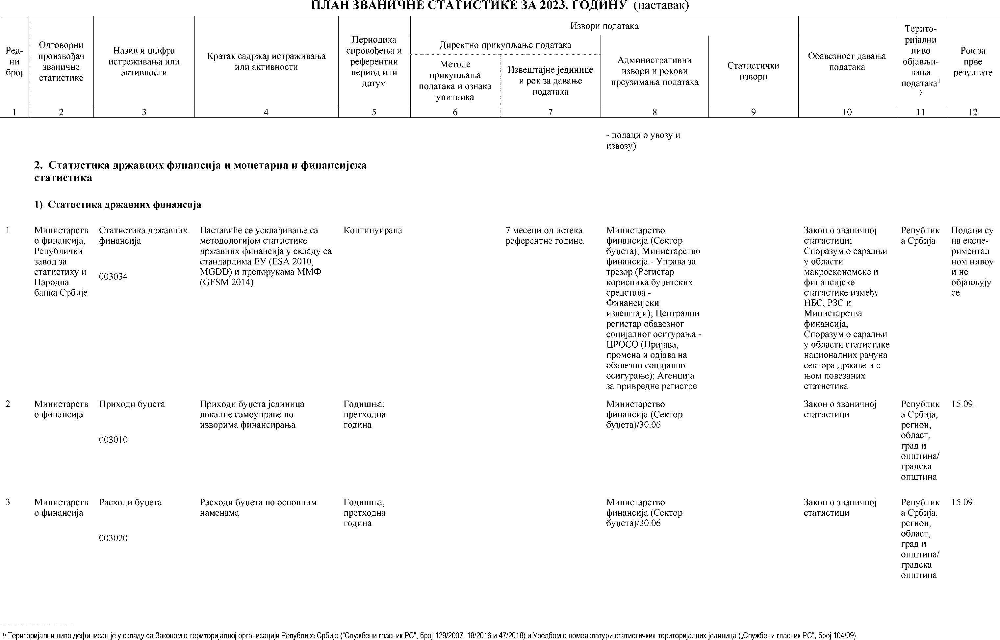 ПЛАН ЗВАНИЧНЕ СТАТИСТИКЕ ЗА 2023. ГОДИНУ (наставак)
Ред-
ни
број
Одговорни
произвођач
званичне
статистике
Назив и шифра
истраживања или
активности
Кратак садржај истраживања
или активности
Периодика
спровођења и
референтни
период или
датум
Извори података
Директно прикупљање података
Методе
прикупљања
података и ознака
упитника
Извештајне јединице
и рок за давање
података
Административни
извори и рокови
преузимања података
Статистички
извори
Обавезност давања
података
Терито-
ријални
ниво
објављи-
вања
података¹
)
Рок за
прве
резултате
1 2 3 4 5 6 7 8 9 10 11 12
- подаци о увозу и
извозу)
2. Статистика државних финансија и монетарна и финансијска
статистика
1) Статистика државних финансија
1
Министарств
о финансија,
Републички
завод за
статистику и
Народна
банка Србије
Статистика државних
финансија
003034
Наставиће се усклађивање са
методологијом статистике
државних финансија у складу са
стандардима ЕУ (ESA 2010,
MGDD) и препорукама ММФ
(GFSM 2014).
Континуирана
7 месеци од истека
референтне године.
Министарство
финансија (Сектор
буџета); Министарство
финансија - Управа за
трезор (Регистар
корисника буџетских
средстава -
Финансијски
извештаји); Централни
регистар обавезног
социјалног осигурања -
ЦРОСО (Пријава,
промена и одјава на
обавезно социјално
осигурање); Агенција
за привредне регистре
Закон о званичној
статистици;
Споразум о сарадњи
у области
макроекономске и
финансијске
статистике између
НБС, РЗС и
Министарства
финансија;
Споразум о сарадњи
у области статистике
националних рачуна
сектора државе и с
њом повезаних
статистика
Републик
а Србија
Подаци су
на експе-
риментал
ном нивоу
и не
објављују
се
2
Министарств
о финансија
Приходи буџета
003010
Приходи буџета јединица
локалне самоуправе по
изворима финансирања
Годишња;
претходна
година
Министарство
финансија (Сектор
буџета)/30.06
Закон о званичној
статистици
Републик
а Србија,
регион,
област,
град и
општина/
градска
општина
15.09.
3
Министарств
о финансија
Расходи буџета
003020
Расходи буџета по основним
наменама
Годишња;
претходна
година
Министарство
финансија (Сектор
буџета)/30.06
Закон о званичној
статистици
Републик
а Србија,
регион,
област,
град и
општина/
градска
општина
15.09.
¹⁾ Територијални ниво дефинисан је у складу са Законом о територијалној организацији Републике Србије ("Службени гласник РС", број 129/2007, 18/2016 и 47/2018) и Уредбом о номенклатури статистичких територијалних јединица („Службени гласник РС", број 104/09).